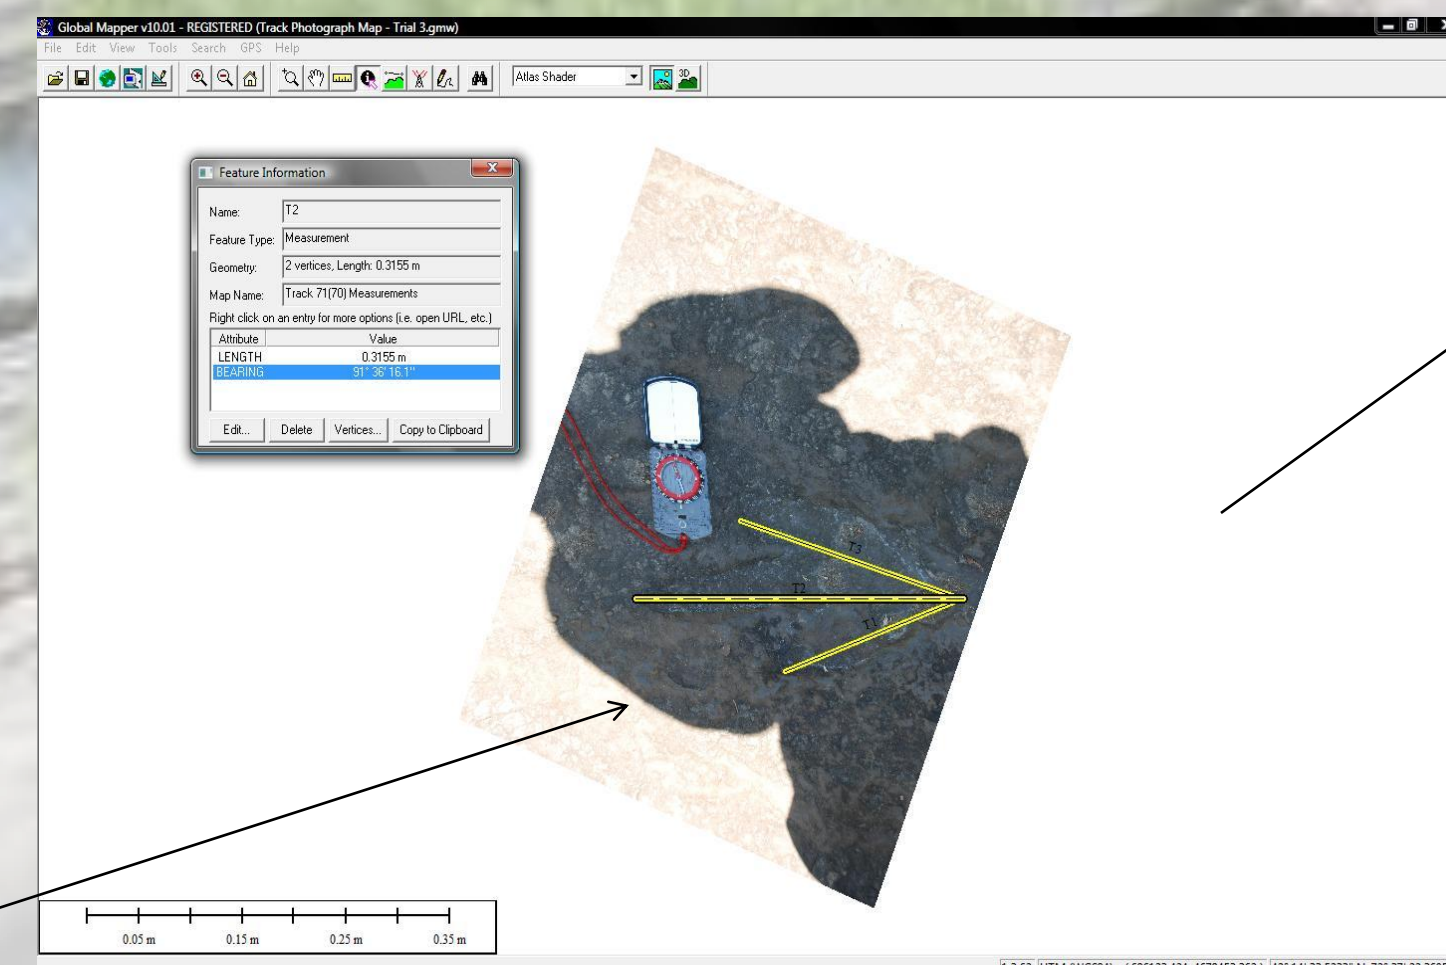 Global Mapper v10.01 - REGISTERED (Track Photograph Map - Trial 3.gmw)
File Edit View Tools Search GPS Help
Atlas Shader
3D
Feature Information
Name: T2
Feature Type: Measurement
Geometry: 2 vertices, Length: 0.3155 m
Map Name: Track 71(70) Measurements
Right click on an entry for more options (i.e. open URL, etc.)
Attribute Value
LENGTH 0.3155 m
BEARING 91° 36' 16.1"
Edit... Delete Vertices... Copy to Clipboard
T3
T2
T1
0.05 m 0.15 m 0.25 m 0.35 m